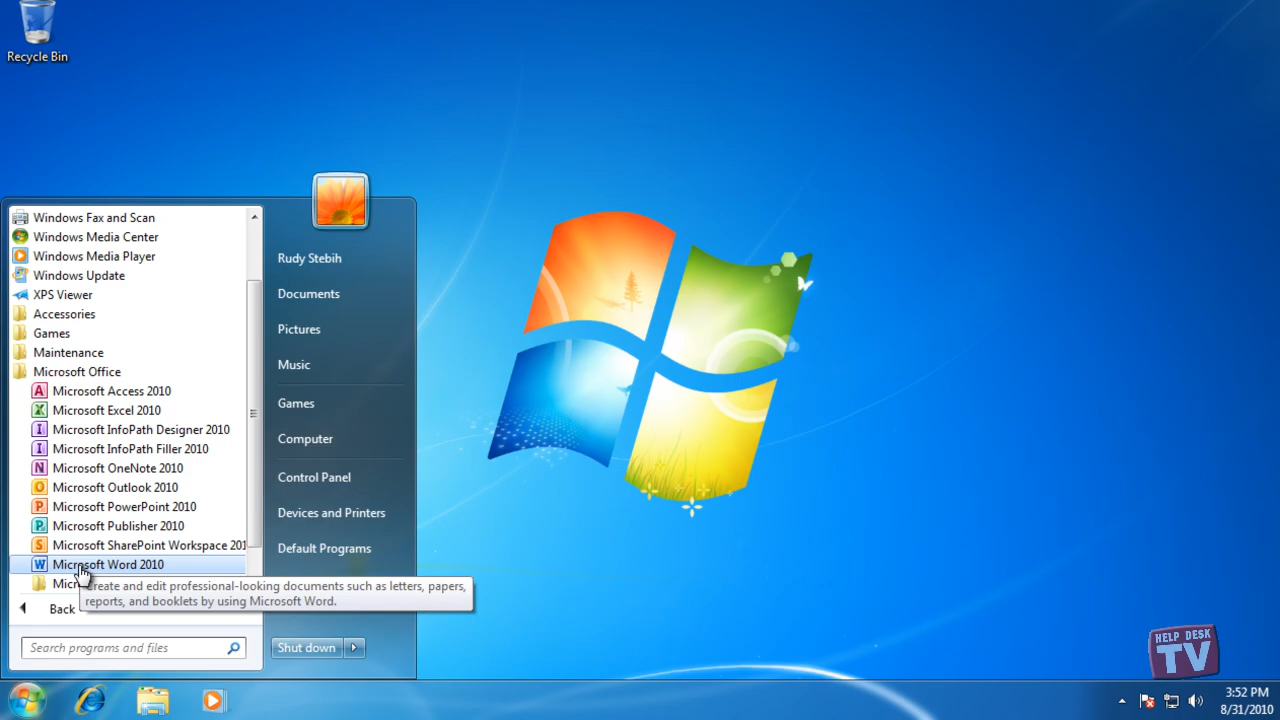 Recycle Bin
Windows Fax and Scan
Windows Media Center
Windows Media Player
Windows Update
XPS Viewer
Accessories
Games
Maintenance
Microsoft Office
Microsoft Access 2010
Microsoft Excel 2010
Microsoft InfoPath Designer 2010
Microsoft InfoPath Filler 2010
Microsoft OneNote 2010
Microsoft Outlook 2010
Microsoft PowerPoint 2010
Microsoft Publisher 2010
Microsoft SharePoint Workspace 201
Microsoft Word 2010
Micr
Create and edit professional-looking documents such as letters, papers,
reports, and booklets by using Microsoft Word.
Back
Search programs and files
Rudy Stebih
Documents
Pictures
Music
Games
Computer
Control Panel
Devices and Printers
Default Programs
Shut down
HELP DESK
TV
3:52 PM
8/31/2010